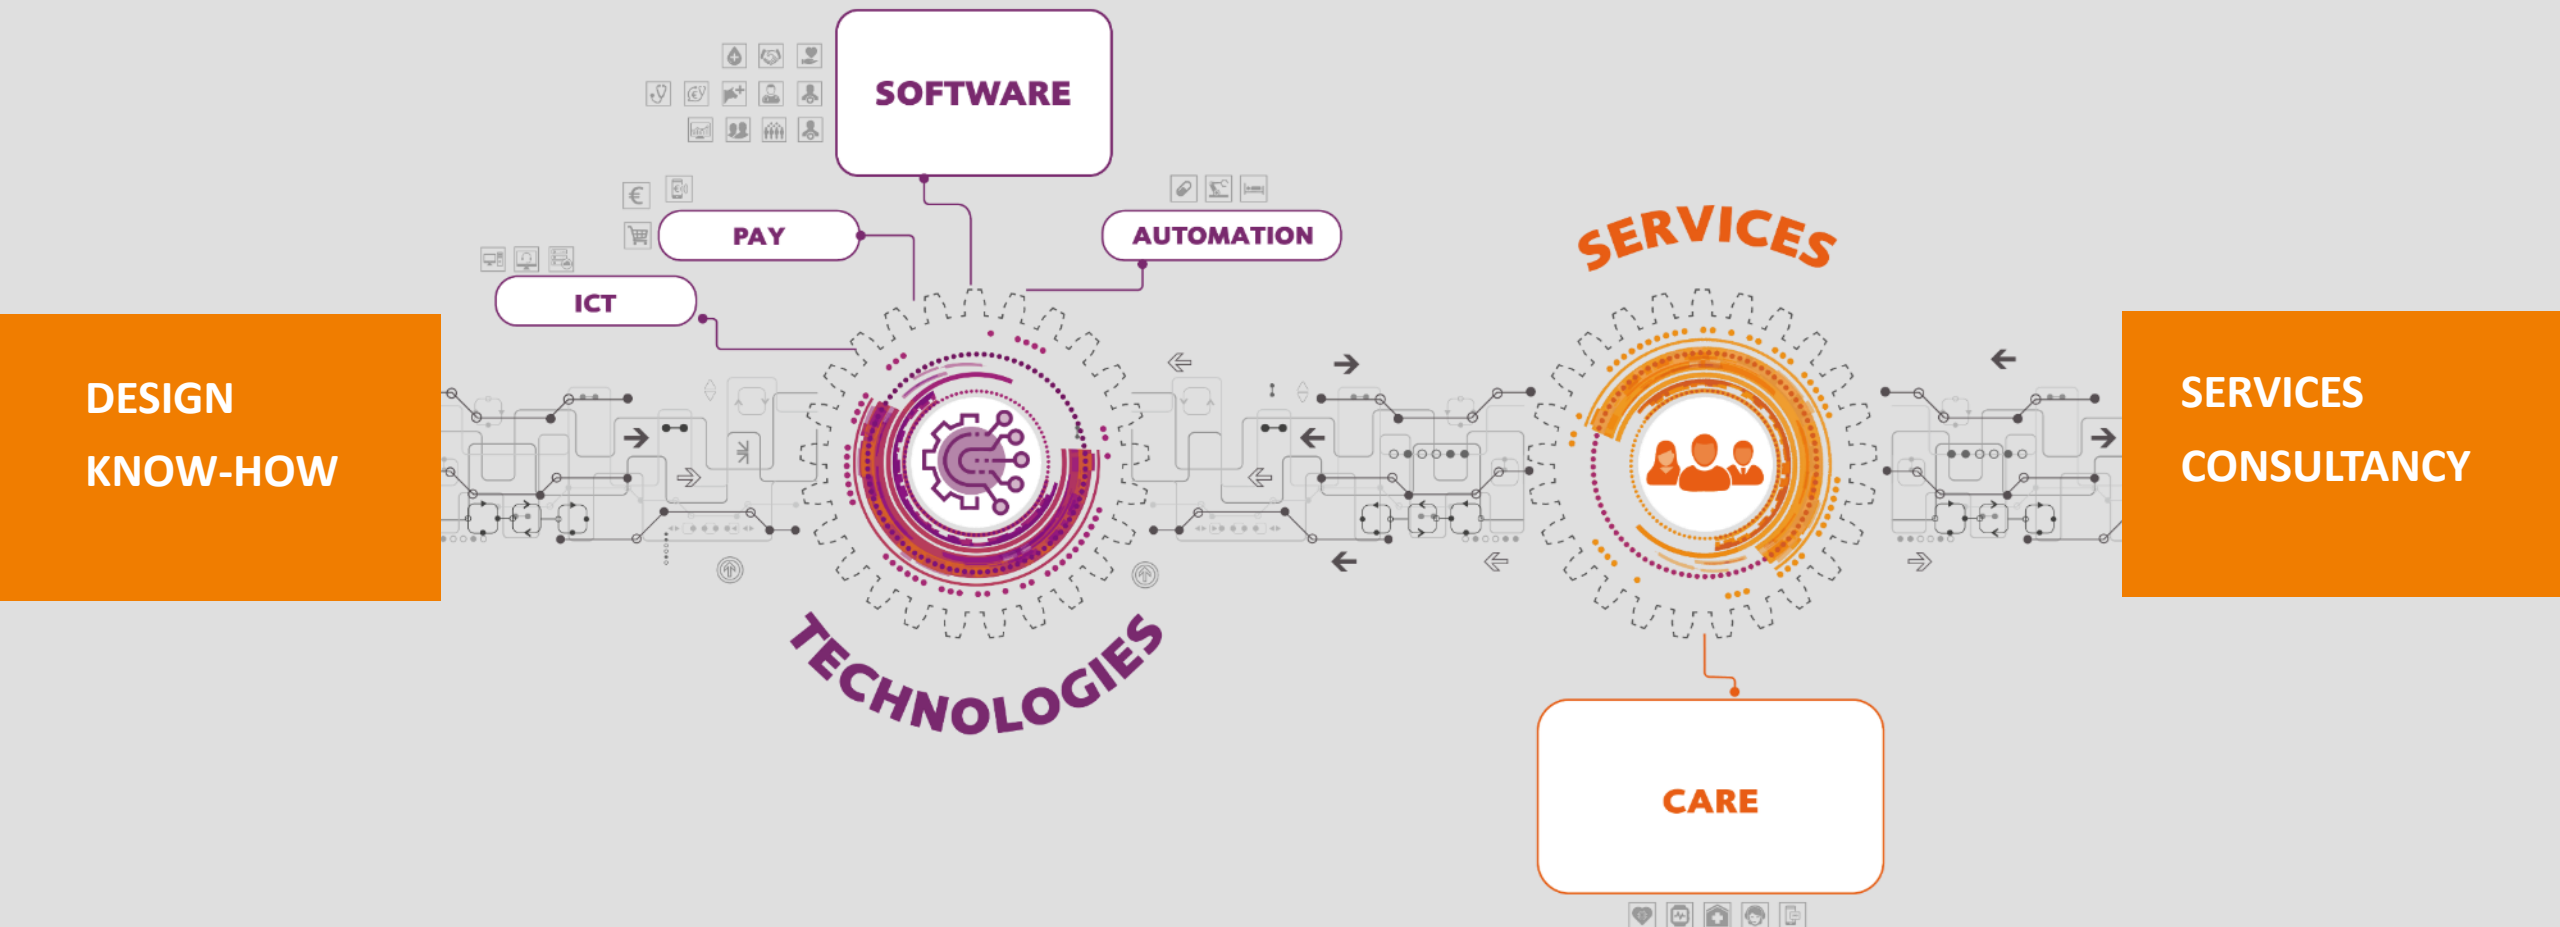 SOFTWARE
PAY
AUTOMATION
ICT
SERVICES
DESIGN
KNOW-HOW
SERVICES
CONSULTANCY
TECHNOLOGIES
CARE